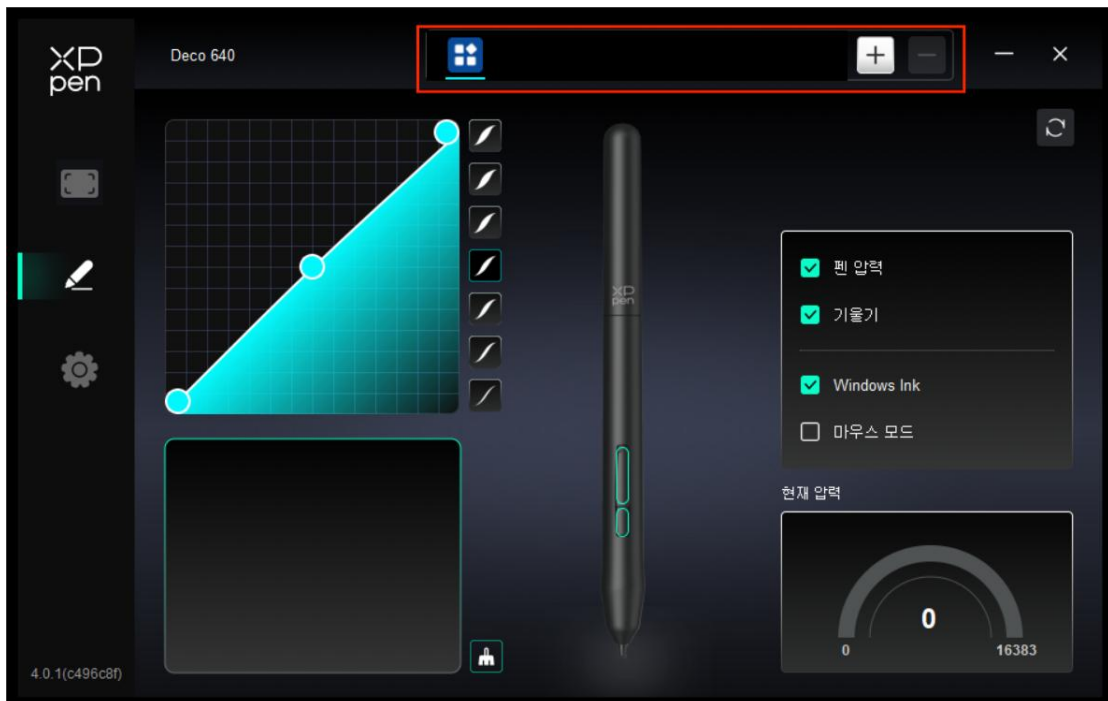 XP
pen
Deco 640
XP
pen
펜 압력
기울기
Windows Ink
마우스 모드
현재 압력
0
0
16383
4.0.1(c496c8f)